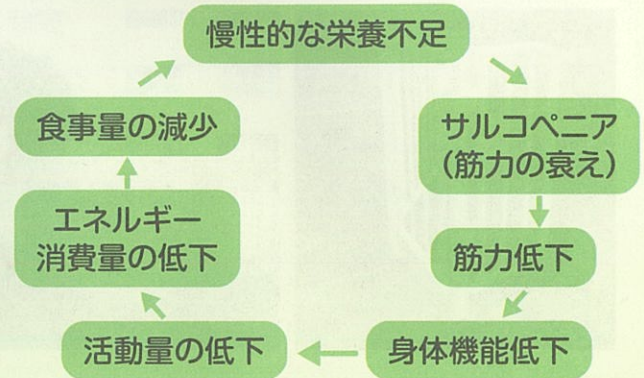 慢性的な栄養不足
サルコペニア
(筋力の衰え)
筋力低下
身体機能低下
活動量の低下
エネルギー
消費量の低下
食事量の減少